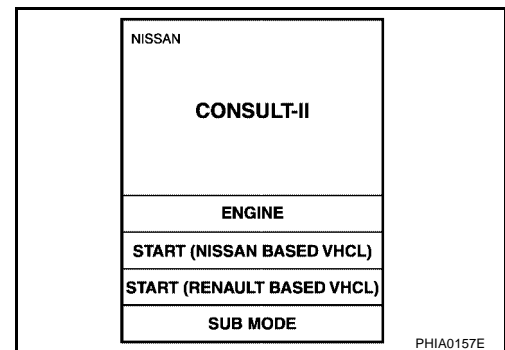 NISSAN
CONSULT-II
ENGINE
START (NISSAN BASED VHCL)
START (RENAULT BASED VHCL)
SUB MODE
PHIA0157E